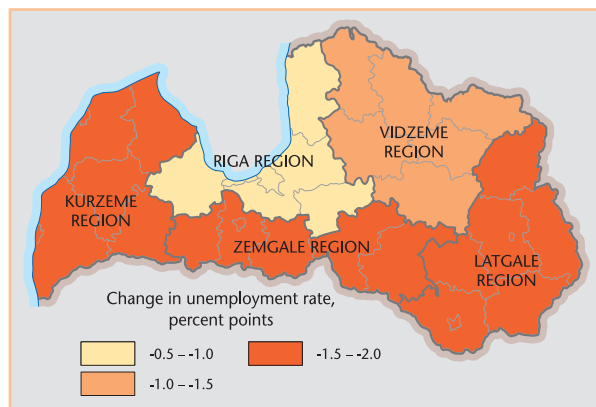 RIGA REGION
VIDZEME
REGION
KURZEME
REGION
ZEMGALE REGION
LATGALE
REGION
Change in unemployment rate,
percent points
-0.5 – -1.0
-1.5 – -2.0
-1.0 – -1.5